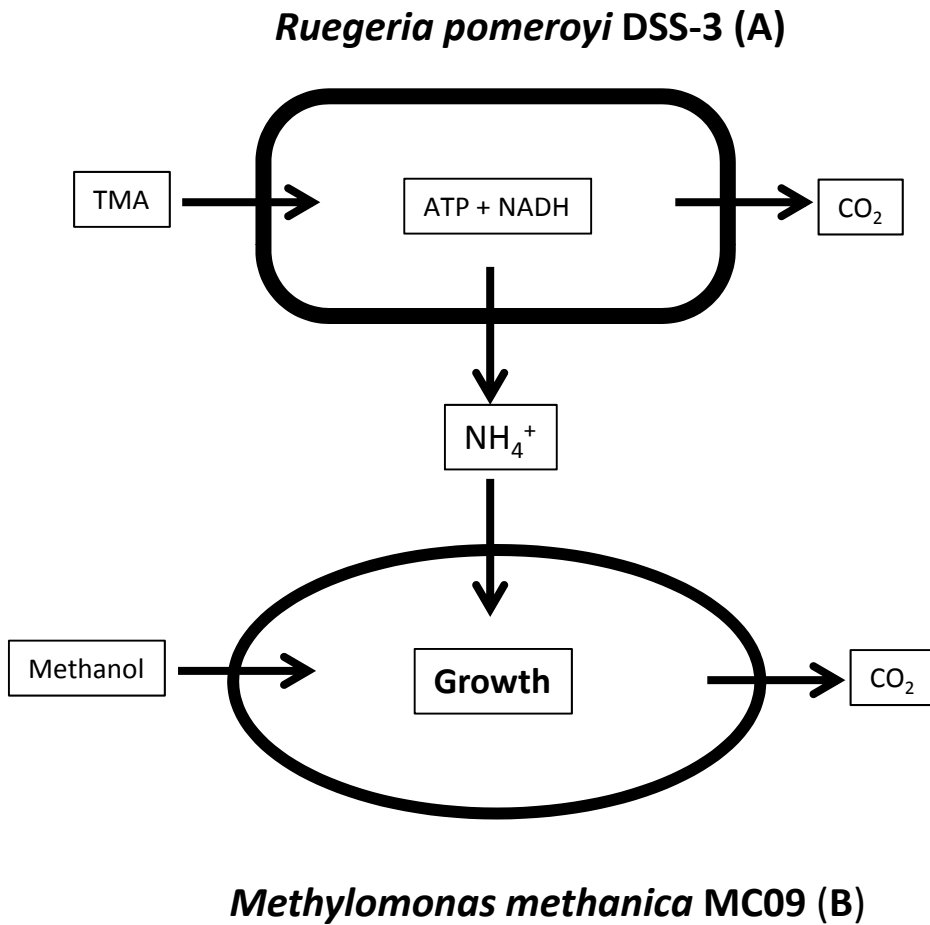 Ruegeria pomeroyi DSS-3 (A)
TMA
ATP + NADH
CO₂
NH₄⁺
Methanol
Growth
CO₂
Methylomonas methanica MC09 (B)